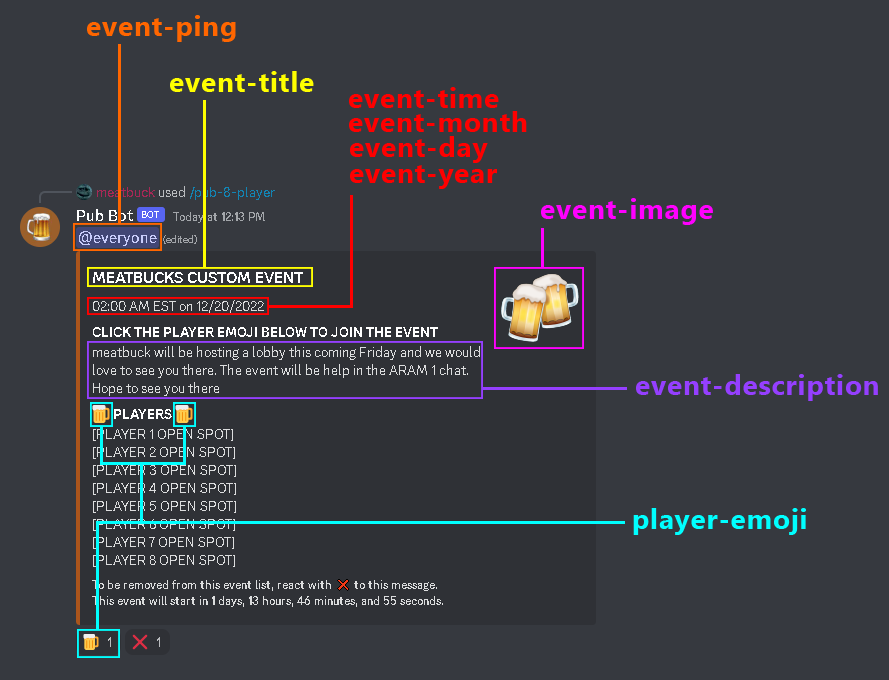 event-ping
event-title
event-time
event-month
event-day
event-year
meatbuck used /pub-8-player
event-image
Pub Bot BOT Today at 12:13 PM
@everyone (edited)
MEATBUCKS CUSTOM EVENT
02:00 AM EST on 12/20/2022
CLICK THE PLAYER EMOJI BELOW TO JOIN THE EVENT
meatbuck will be hosting a lobby this coming Friday and we would
love to see you there. The event will be help in the ARAM 1 chat.
Hope to see you there
event-description
PLAYERS
[PLAYER 1 OPEN SPOT]
[PLAYER 2 OPEN SPOT]
[PLAYER 3 OPEN SPOT]
[PLAYER 4 OPEN SPOT]
[PLAYER 5 OPEN SPOT]
[PLAYER 6 OPEN SPOT]
player-emoji
[PLAYER 7 OPEN SPOT]
[PLAYER 8 OPEN SPOT]
To be removed from this event list, react with ❌ to this message.
This event will start in 1 days, 13 hours, 46 minutes, and 55 seconds.
🍺 1 ❌ 1